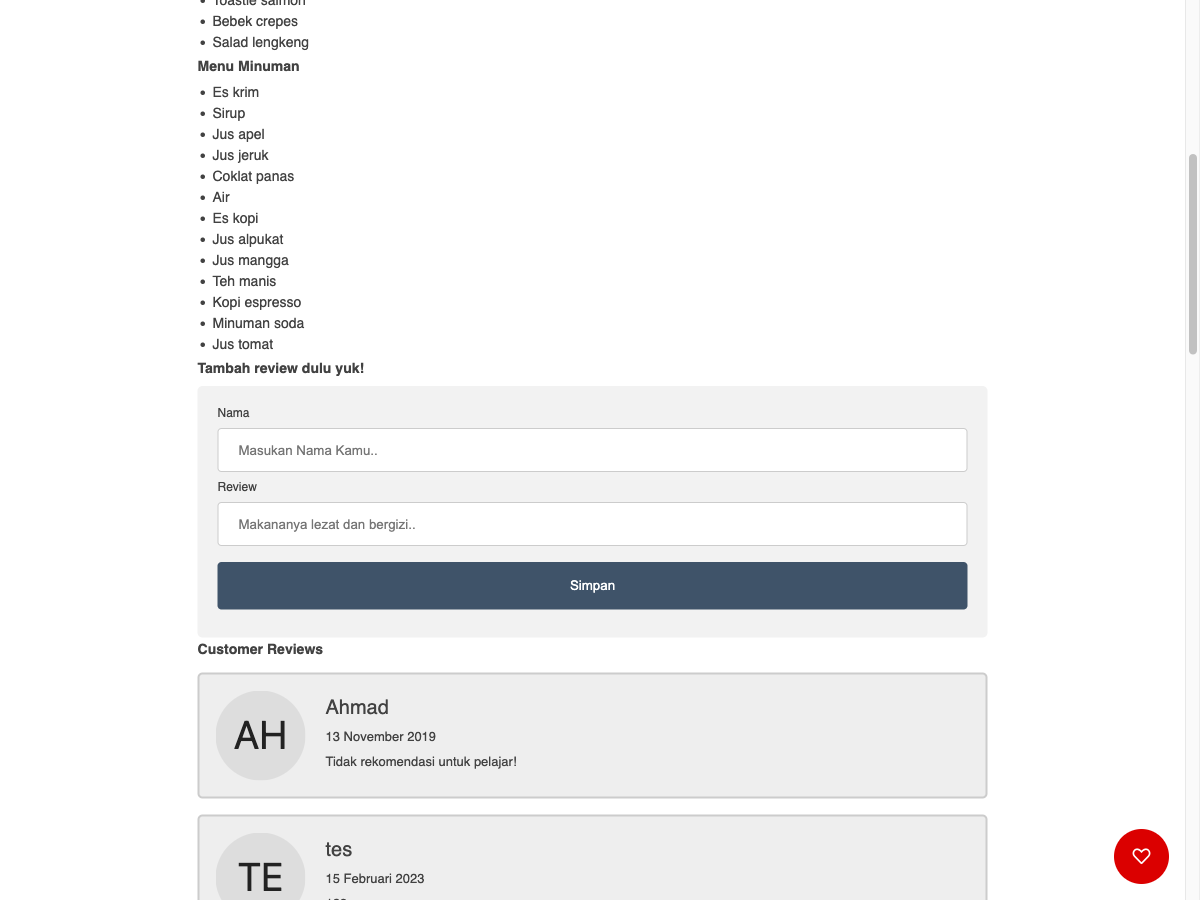 Toastie salmon
Bebek crepes
Salad lengkeng
Menu Minuman
Es krim
Sirup
Jus apel
Jus jeruk
Coklat panas
Air
Es kopi
Jus alpukat
Jus mangga
Teh manis
Kopi espresso
Minuman soda
Jus tomat
Tambah review dulu yuk!
Nama
Masukan Nama Kamu..
Review
Makananya lezat dan bergizi..
Simpan
Customer Reviews
AH
Ahmad
13 November 2019
Tidak rekomendasi untuk pelajar!
TE
tes
15 Februari 2023